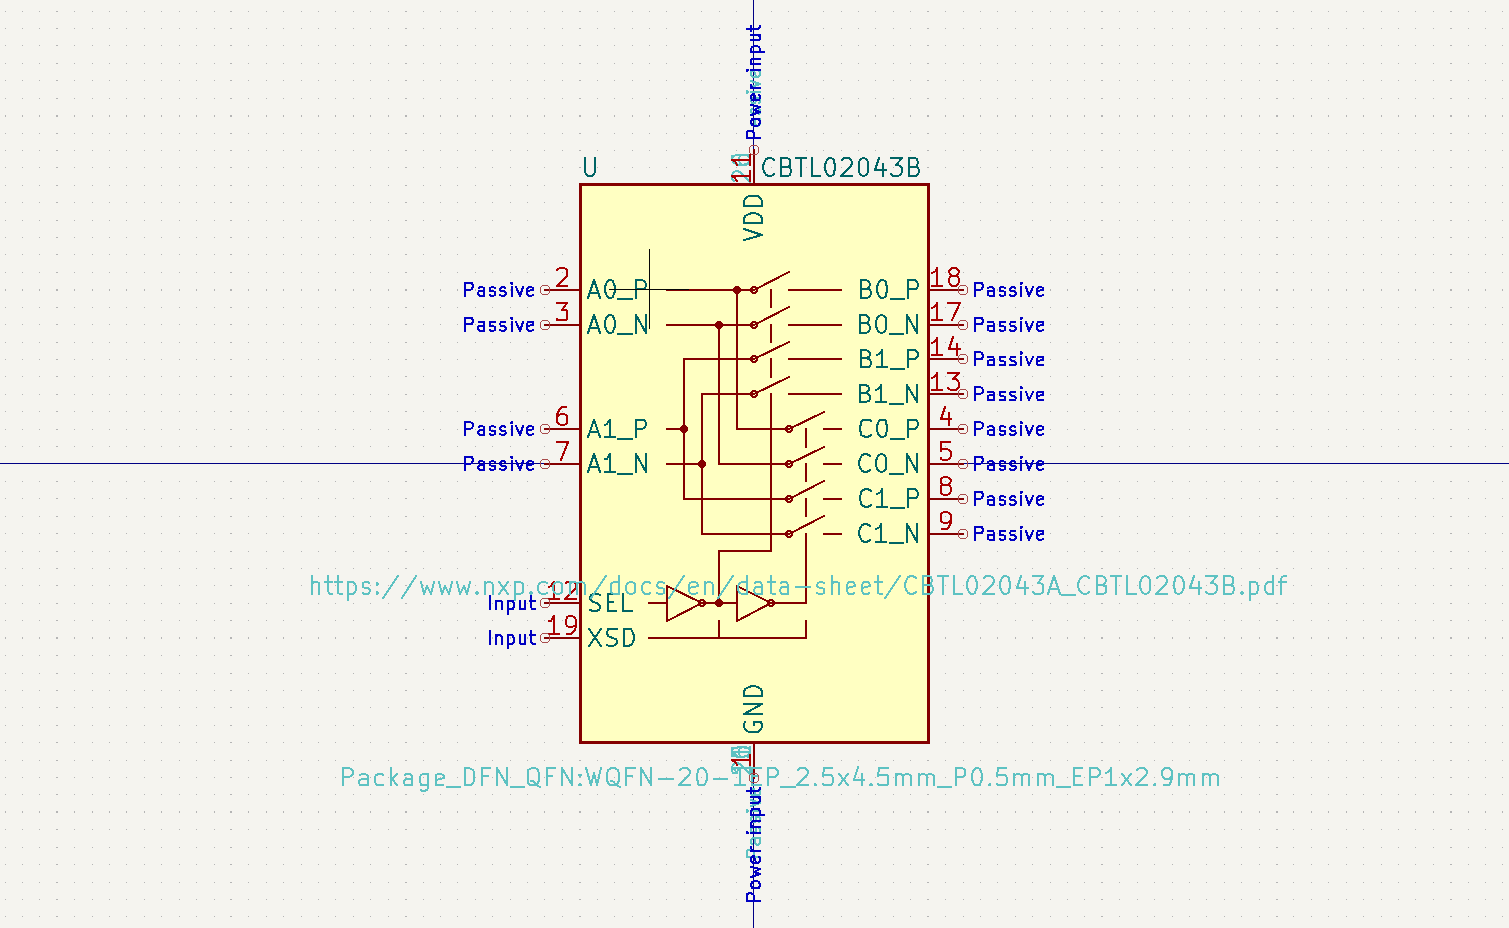 Power input
U
11
CBTL02043B
VDD
Passive 2 A0_P B0_P 18 Passive
Passive 3 A0_N B0_N 17 Passive
B1_P 14 Passive
B1_N 13 Passive
Passive 6 A1_P C0_P 4 Passive
Passive 7 A1_N C0_N 5 Passive
C1_P 8 Passive
C1_N 9 Passive
https://www.nxp.com/docs/en/data-sheet/CBTL02043A_CBTL02043B.pdf
Input 12 SEL
Input 19 XSD
GND
1
Package_DFN_QFN:WQFN-20-1EP_2.5x4.5mm_P0.5mm_EP1x2.9mm
Power input